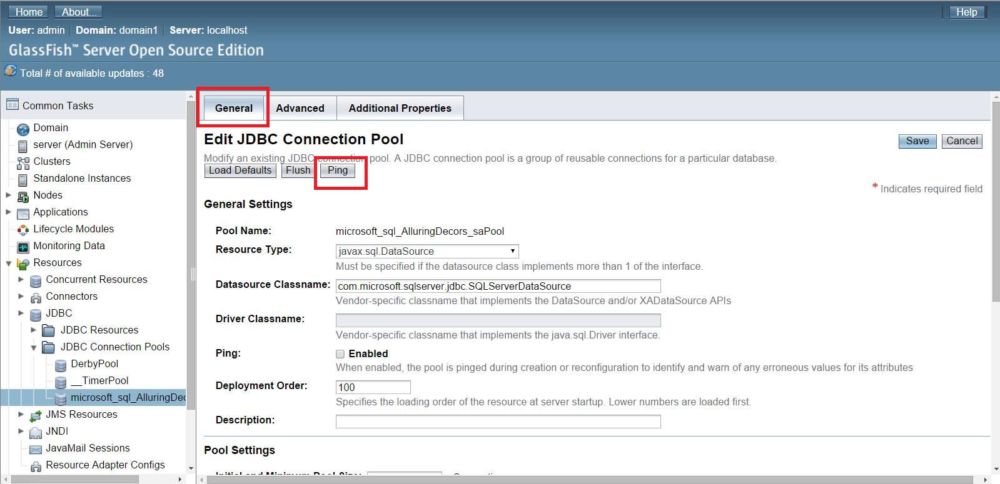 Home About... Help
User: admin Domain: domain1 Server: localhost
GlassFish™ Server Open Source Edition
Total # of available updates : 48
Common Tasks
Domain
server (Admin Server)
Clusters
Standalone Instances
Nodes
Applications
Lifecycle Modules
Monitoring Data
Resources
Concurrent Resources
Connectors
JDBC
JDBC Resources
JDBC Connection Pools
DerbyPool
__TimerPool
microsoft_sql_AlluringDec
JMS Resources
JNDI
JavaMail Sessions
Resource Adapter Configs
General Advanced Additional Properties
Edit JDBC Connection Pool
Save Cancel
Modify an existing JDBC connection pool. A JDBC connection pool is a group of reusable connections for a particular database.
Load Defaults Flush Ping
* Indicates required field
General Settings
Pool Name: microsoft_sql_AlluringDecors_saPool
Resource Type: javax.sql.DataSource
Must be specified if the datasource class implements more than 1 of the interface.
Datasource Classname: com.microsoft.sqlserver.jdbc.SQLServerDataSource
Vendor-specific classname that implements the DataSource and/or XADataSource APIs
Driver Classname:
Vendor-specific classname that implements the java.sql.Driver interface.
Ping: Enabled
When enabled, the pool is pinged during creation or reconfiguration to identify and warn of any erroneous values for its attributes
Deployment Order: 100
Specifies the loading order of the resource at server startup. Lower numbers are loaded first.
Description:
Pool Settings
Initial and Minimum Pool Size: